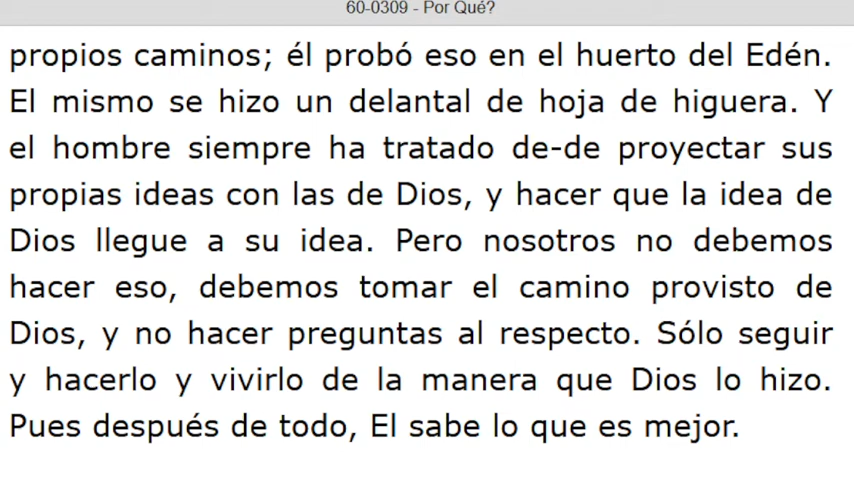 60-0309 - Por Qué?
propios caminos; él probó eso en el huerto del Edén.
El mismo se hizo un delantal de hoja de higuera. Y
el hombre siempre ha tratado de-de proyectar sus
propias ideas con las de Dios, y hacer que la idea de
Dios llegue a su idea. Pero nosotros no debemos
hacer eso, debemos tomar el camino provisto de
Dios, y no hacer preguntas al respecto. Sólo seguir
y hacerlo y vivirlo de la manera que Dios lo hizo.
Pues después de todo, El sabe lo que es mejor.